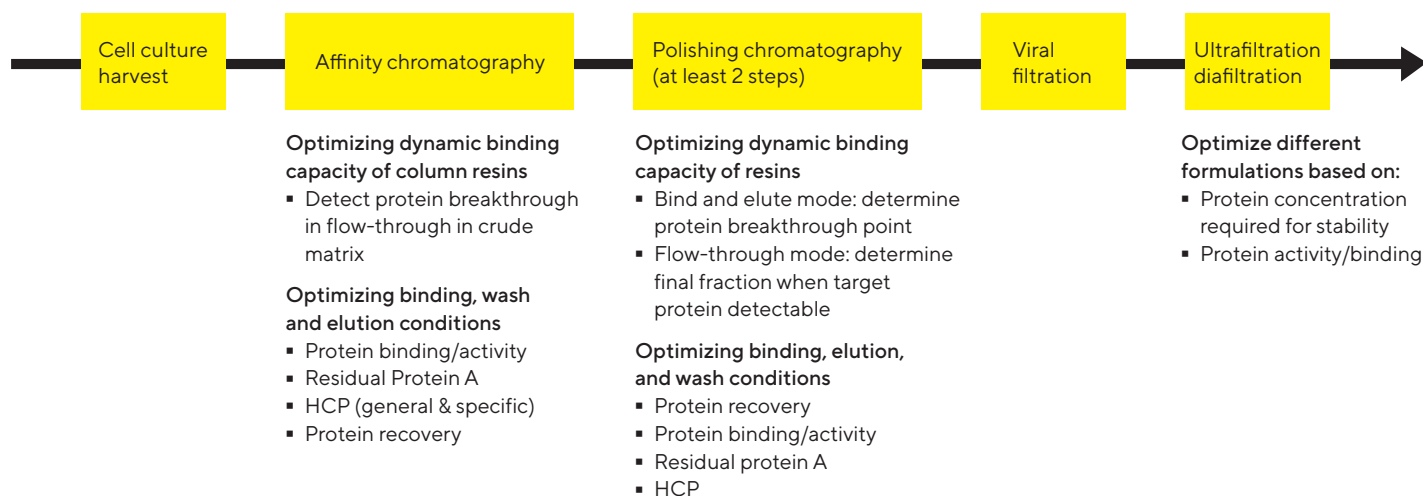 Cell culture
harvest
Affinity chromatography
Polishing chromatography
(at least 2 steps)
Viral
filtration
Ultrafiltration
diafiltration
Optimizing dynamic binding
capacity of column resins
▪ Detect protein breakthrough
in flow-through in crude
matrix
Optimizing binding, wash
and elution conditions
▪ Protein binding/activity
▪ Residual Protein A
▪ HCP (general & specific)
▪ Protein recovery
Optimizing dynamic binding
capacity of resins
▪ Bind and elute mode: determine
protein breakthrough point
▪ Flow-through mode: determine
final fraction when target
protein detectable
Optimizing binding, elution,
and wash conditions
▪ Protein recovery
▪ Protein binding/activity
▪ Residual protein A
▪ HCP
Optimize different
formulations based on:
▪ Protein concentration
required for stability
▪ Protein activity/binding